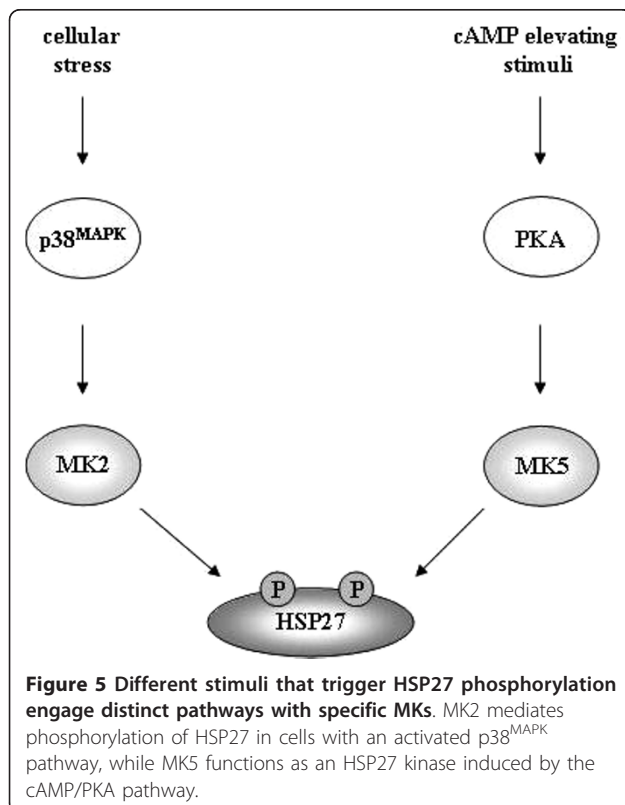 cellular
stress
cAMP elevating
stimuli
p38MAPK
PKA
MK2
MK5
P
P
HSP27
Figure 5 Different stimuli that trigger HSP27 phosphorylation
engage distinct pathways with specific MKs. MK2 mediates
phosphorylation of HSP27 in cells with an activated p38MAPK
pathway, while MK5 functions as an HSP27 kinase induced by the
cAMP/PKA pathway.